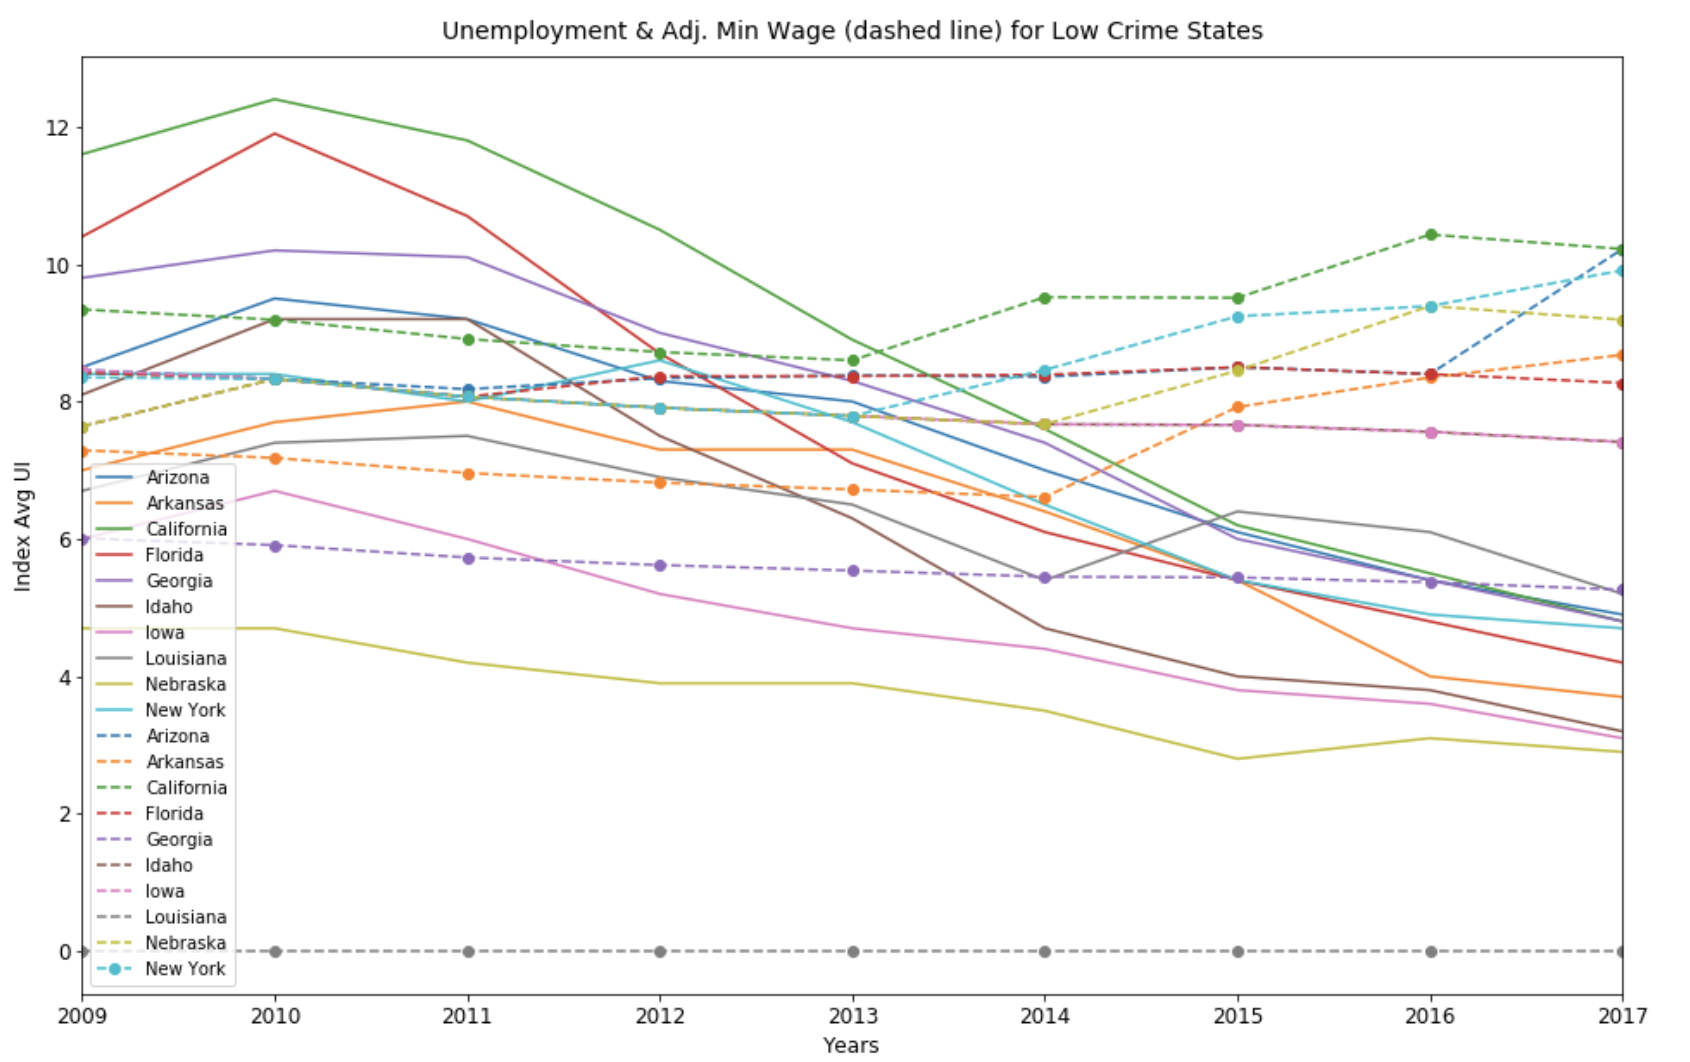 Unemployment & Adj. Min Wage (dashed line) for Low Crime States
12
10
8
6
4
2
0
Index Avg UI
Arizona
Arkansas
California
Florida
Georgia
Idaho
Iowa
Louisiana
Nebraska
New York
Arizona
Arkansas
California
Florida
Georgia
Idaho
Iowa
Louisiana
Nebraska
New York
2009 2010 2011 2012 2013 2014 2015 2016 2017
Years